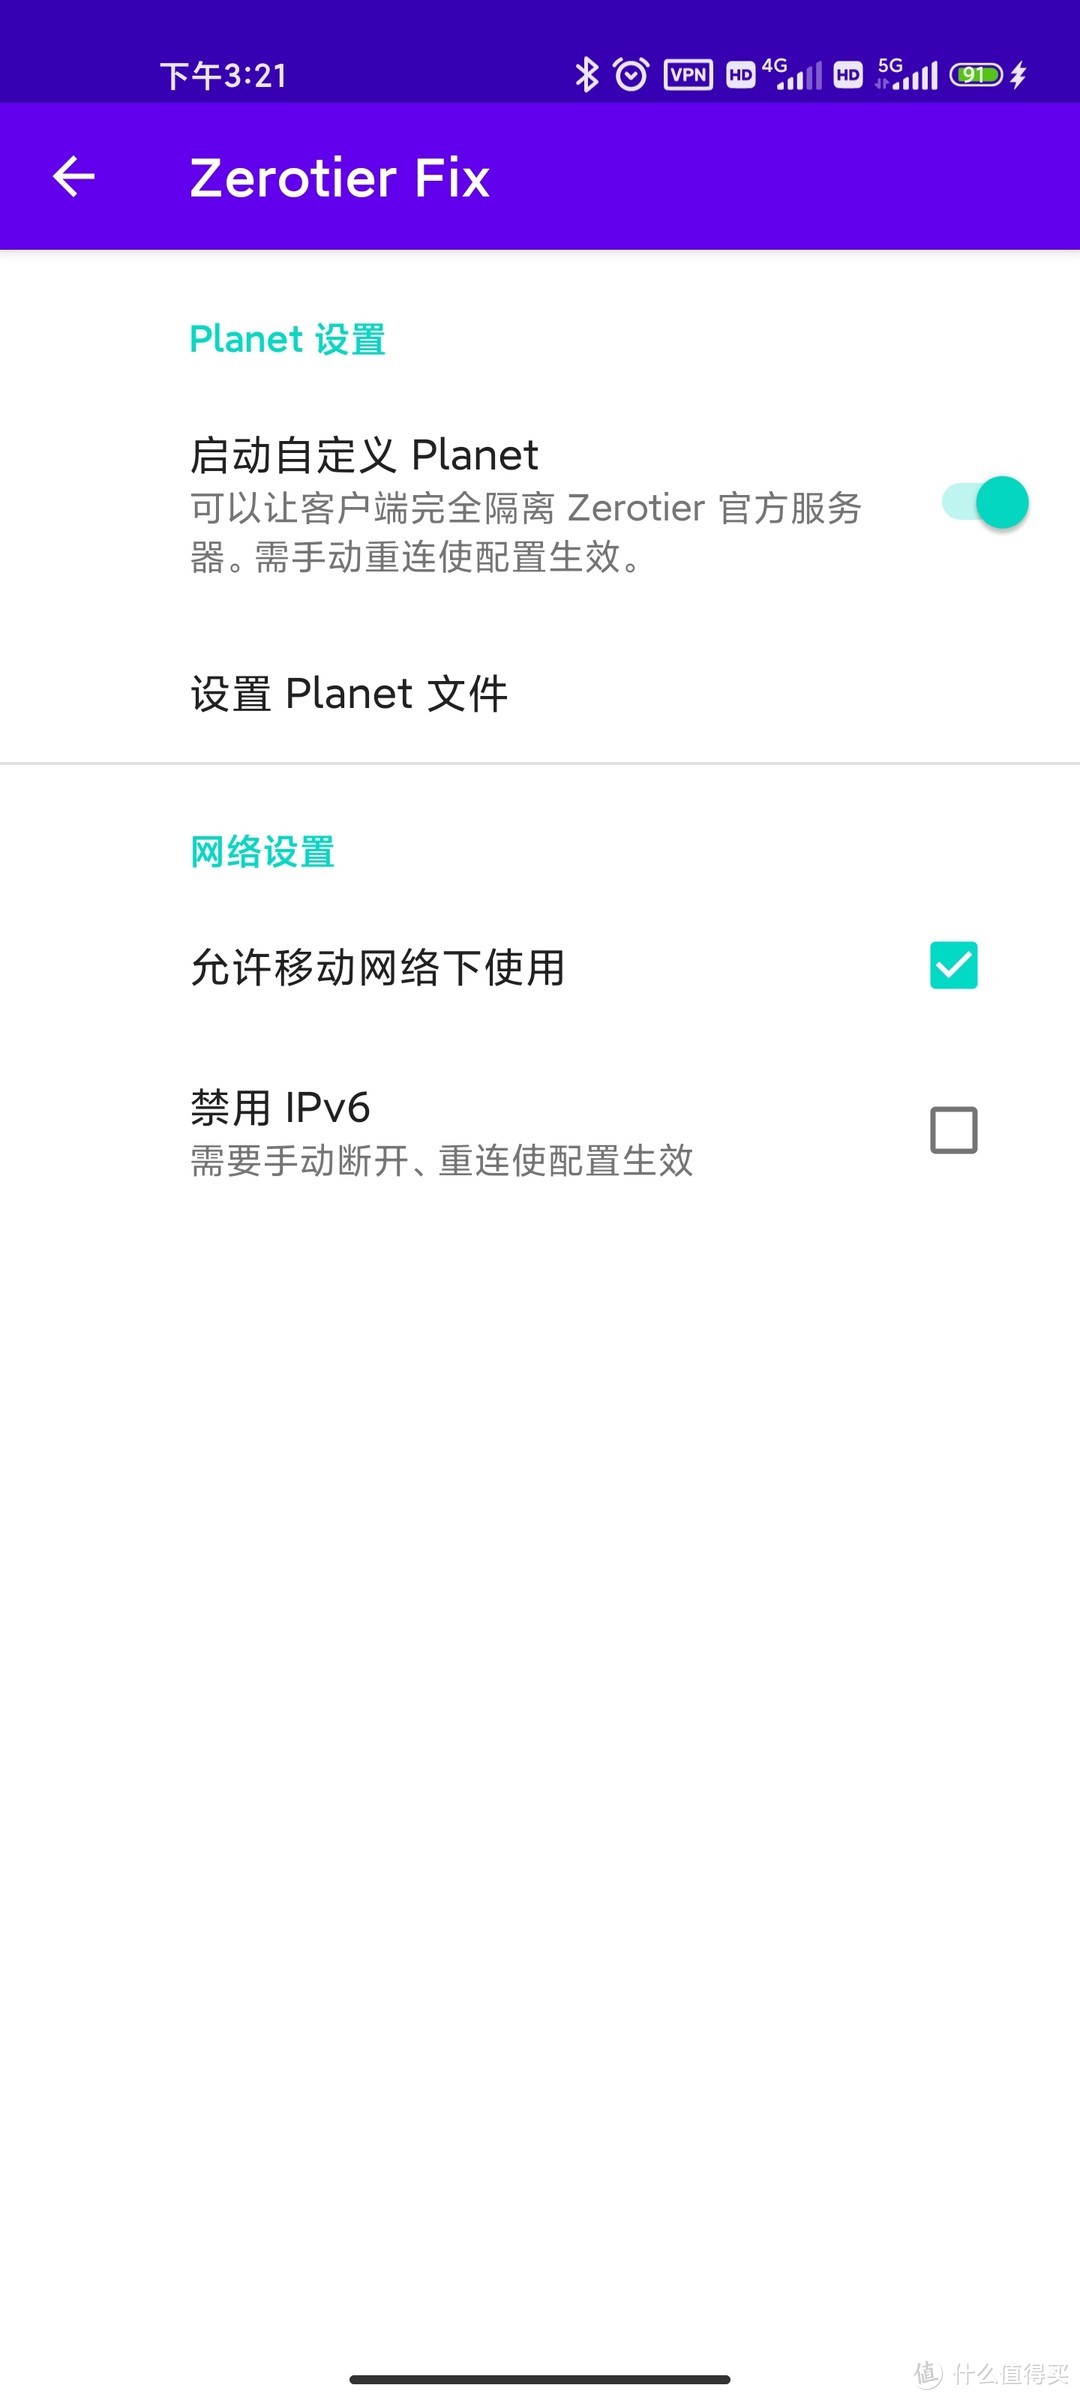 下午3:21
VPN HD 4G HD 5G 91
Zerotier Fix
Planet 设置
启动自定义 Planet
可以让客户端完全隔离 Zerotier 官方服务
器。需手动重连使配置生效。
设置 Planet 文件
网络设置
允许移动网络下使用
禁用 IPv6
需要手动断开、重连使配置生效
值 什么值得买